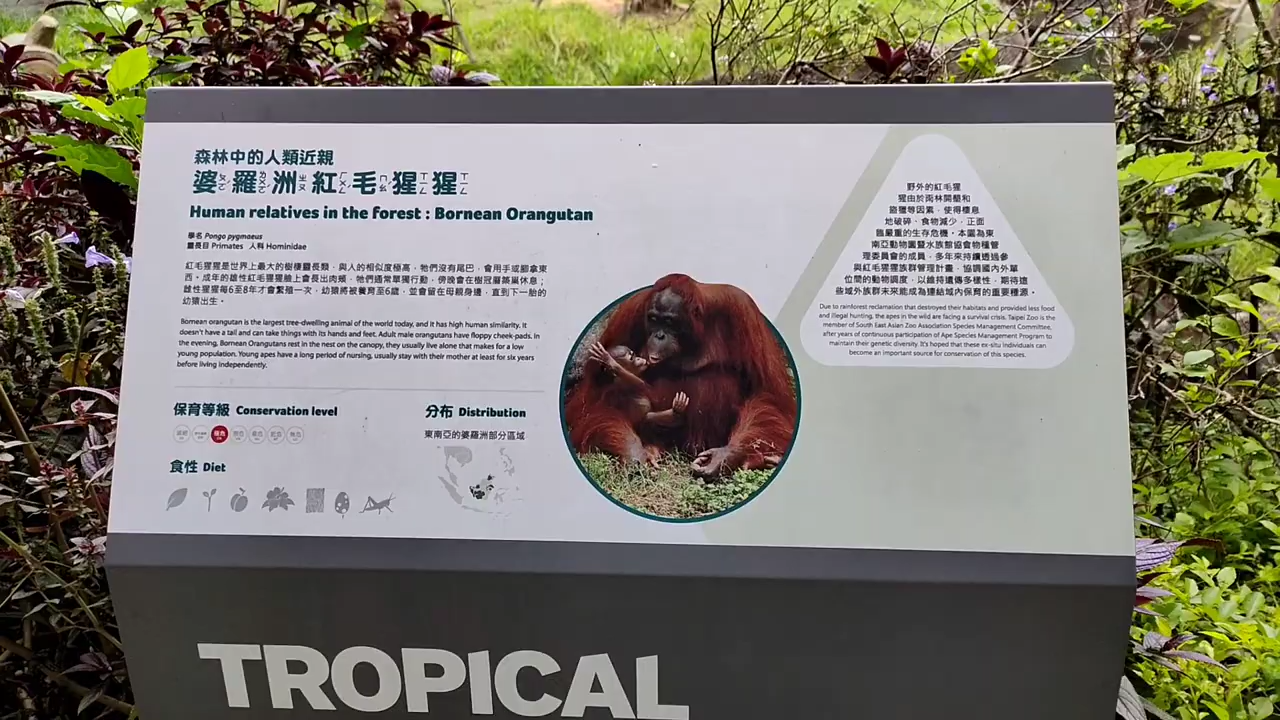 森林中的人類近親
婆羅洲紅毛猩猩
Human relatives in the forest : Bornean Orangutan
學名 Pongo pygmaeus
靈長目 Primates 人科 Hominidae
紅毛猩猩是世界上最大的樹棲靈長類，與人的相似度極高，牠們沒有尾巴，會用手或腳拿東
西。成年的雄性紅毛猩猩臉上會長出肉頰，牠們通常單獨行動，傍晚會在樹冠層築巢休息；
雌性猩猩每6至8年才會繁殖一次，幼猿將被養育至6歲，並會留在母親身邊，直到下一胎的
幼猿出生。
Bornean orangutan is the largest tree-dwelling animal of the world today, and it has high human similarity. It
doesn't have a tail and can take things with its hands and feet. Adult male orangutans have floppy cheek-pads. In
the evening, Bornean Orangutans rest in the nest on the canopy, they usually live alone that makes for a low
young population. Young apes have a long period of nursing, usually stay with their mother at least for six years
before living independently.
保育等級 Conservation level
極危
食性 Diet
分布 Distribution
東南亞的婆羅洲部分區域
野外的紅毛猩
猩由於雨林開墾和
盜獵等因素，使得棲息
地破碎、食物減少，正面
臨嚴重的生存危機。本園為東
南亞動物園暨水族館協會物種管
理委員會的成員，多年來持續透過參
與紅毛猩猩族群管理計畫，協調國內外單
位間的動物調度，以維持遺傳多樣性，期待這
些域外族群未來能成為連結域內保育的重要種源。
Due to rainforest reclamation that destroyed their habitats and provided less food
and illegal hunting, the apes in the wild are facing a survival crisis. Taipei Zoo is the
member of South East Asian Zoo Association Species Management Committee,
after years of continuous participation of Ape Species Management Program to
maintain their genetic diversity. It's hoped that these ex-situ individuals can
become an important source for conservation of this species.
TROPICAL